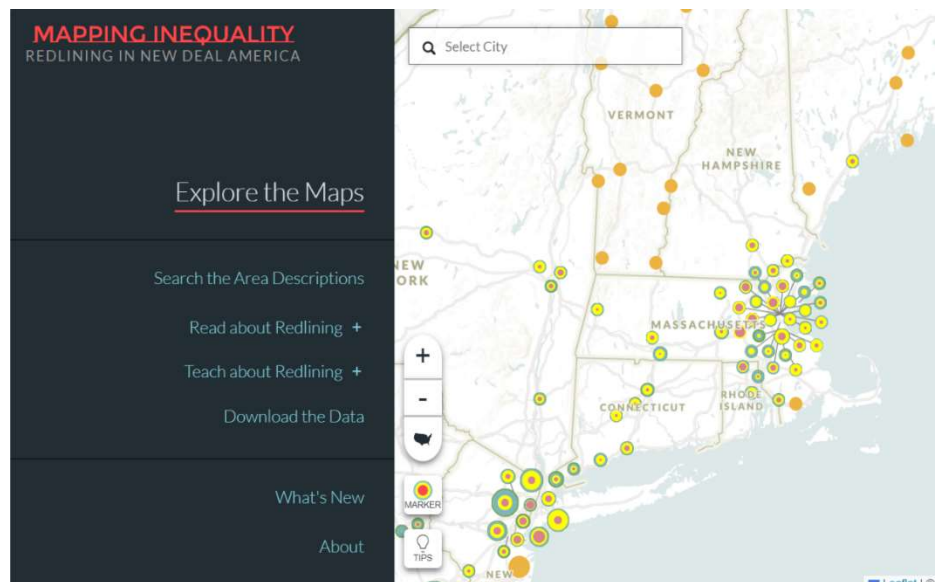 MAPPING INEQUALITY
REDLINING IN NEW DEAL AMERICA
Explore the Maps
Search the Area Descriptions
Read about Redlining +
Teach about Redlining +
Download the Data
What's New
About
Select City
VERMONT
NEW
HAMPSHIRE
NEW
ORK
MASSACHUSETTS
CONNECTICUT
RHODE
ISLAND
+
-
MARKER
TIPS
NEW